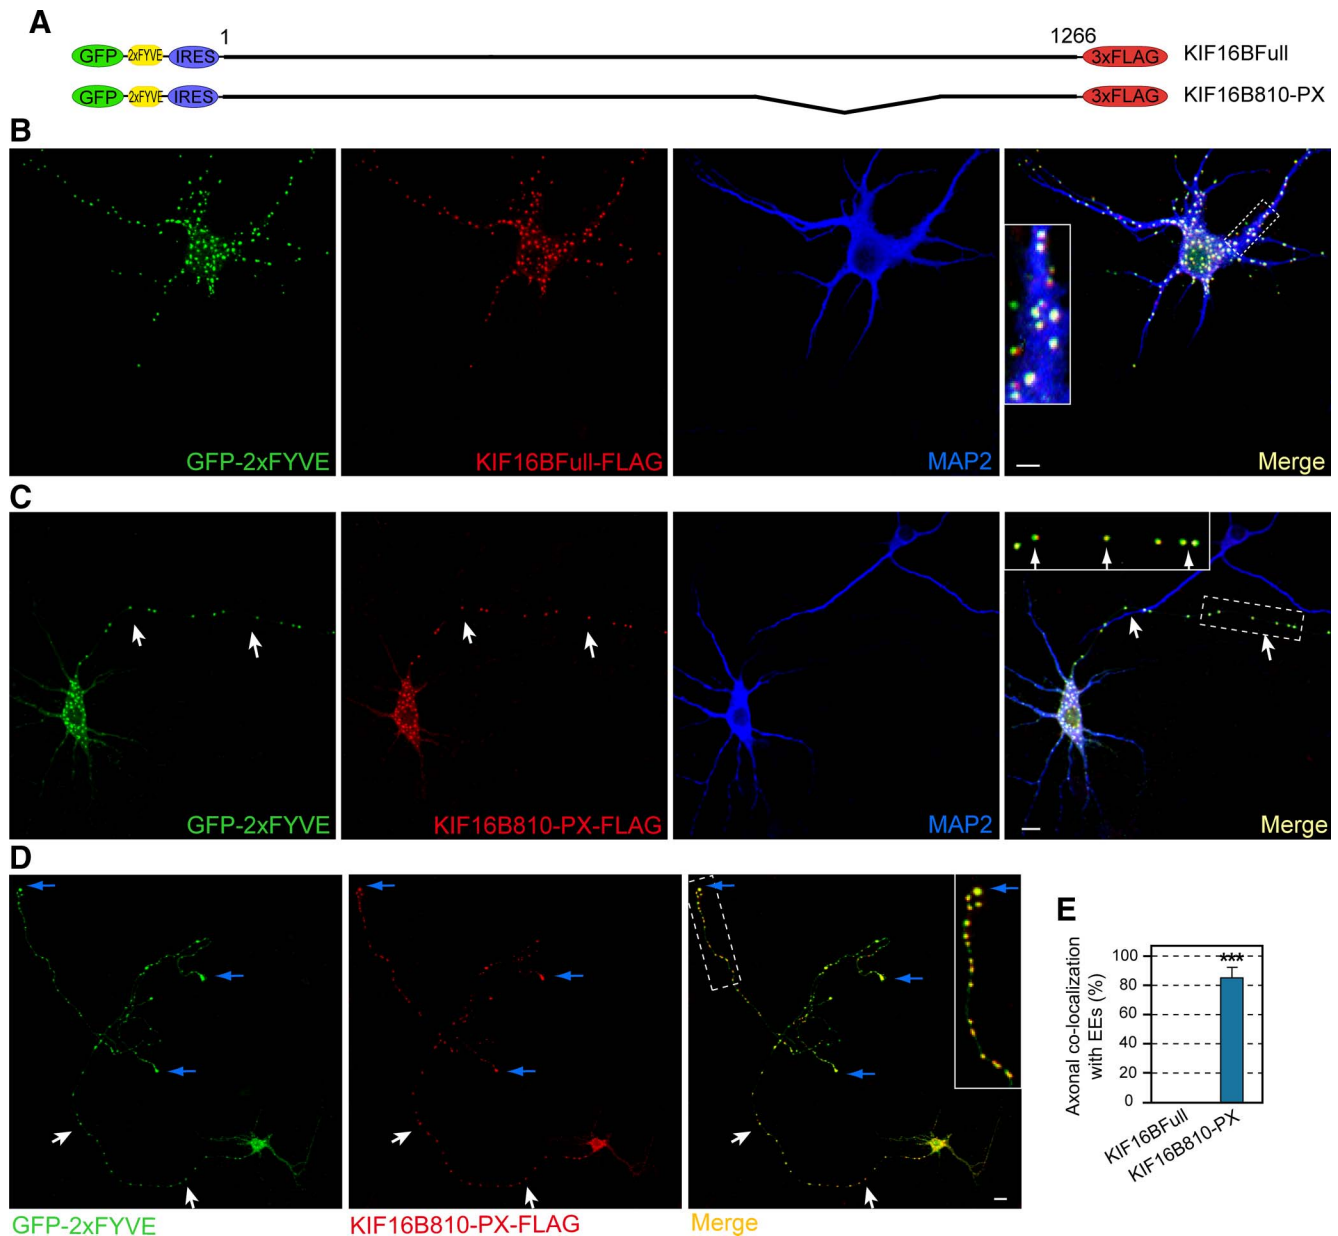 A
1
1266
GFP 2xFYVE IRES 3xFLAG KIF16BFull
GFP 2xFYVE IRES 3xFLAG KIF16B810-PX
B
GFP-2xFYVE
KIF16BFull-FLAG
MAP2
Merge
C
GFP-2xFYVE
KIF16B810-PX-FLAG
MAP2
Merge
D
GFP-2xFYVE
KIF16B810-PX-FLAG
Merge
E
Axonal co-localization
with EEs (%)
100
80
60
40
20
0
***
KIF16BFull
KIF16B810-PX